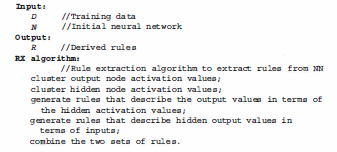 Input:
D //Training data
N //Initial neural network
Output:
R //Derived rules
RX algorithm:
//Rule extraction algorithm to extract rules from NN
cluster output node activation values;
cluster hidden node activation values;
generate rules that describe the output values in terms of
the hidden activation values;
generate rules that describe hidden output values in
terms of inputs;
combine the two sets of rules.